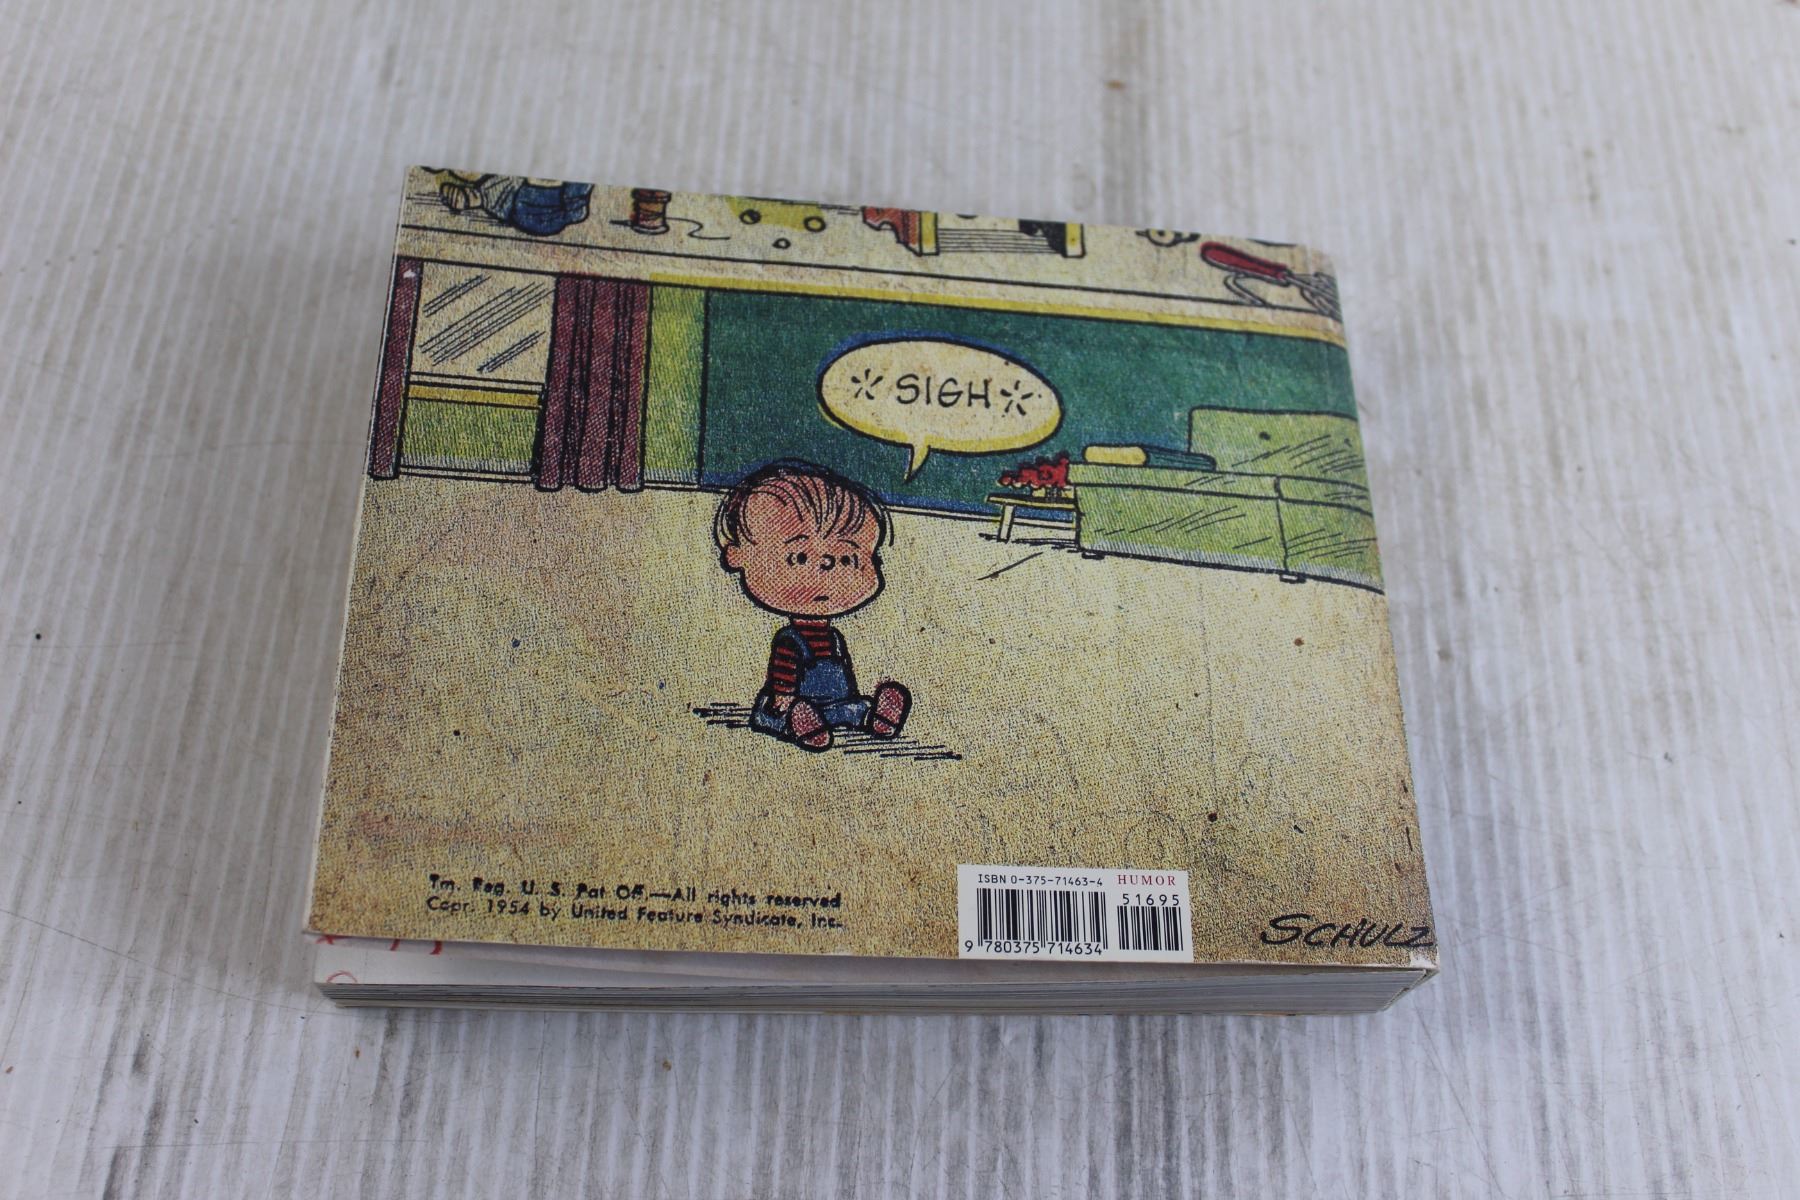 * SIGH *
Tm. Reg. U. S. Pat Off.—All rights reserved
Copr. 1954 by United Feature Syndicate, Inc.
ISBN 0-375-71463-4 HUMOR
51695
9 780375 714634
SCHULZ